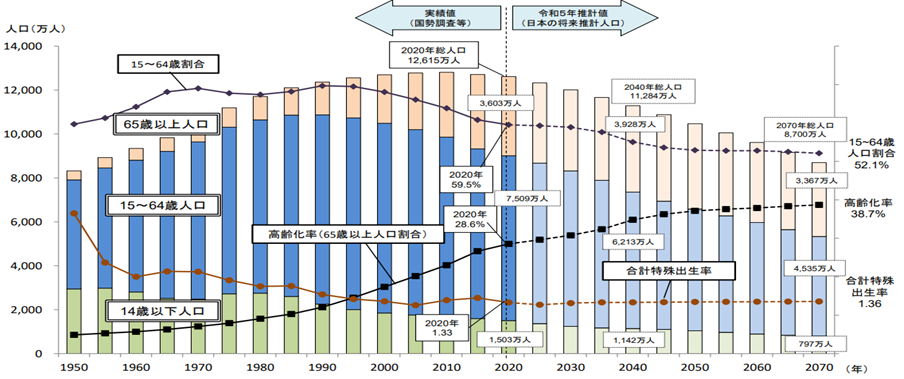 実績値
(国勢調査等)
令和5年推計値
(日本の将来推計人口)
人口(万人)
14,000
12,000
10,000
8,000
6,000
4,000
2,000
0
15～64歳割合
65歳以上人口
15～64歳人口
14歳以下人口
高齢化率(65歳以上人口割合)
合計特殊出生率
2020年総人口
12,615万人
3,603万人
2020年
59.5%
7,509万人
2020年
28.6%
2020年
1.33
1,503万人
2040年総人口
11,284万人
3,928万人
6,213万人
1,142万人
2070年総人口
8,700万人
3,367万人
4,535万人
797万人
15～64歳
人口割合
52.1%
高齢化率
38.7%
合計特殊
出生率
1.36
1950 1955 1960 1965 1970 1975 1980 1985 1990 1995 2000 2005 2010 2015 2020 2025 2030 2035 2040 2045 2050 2055 2060 2065 2070 (年)